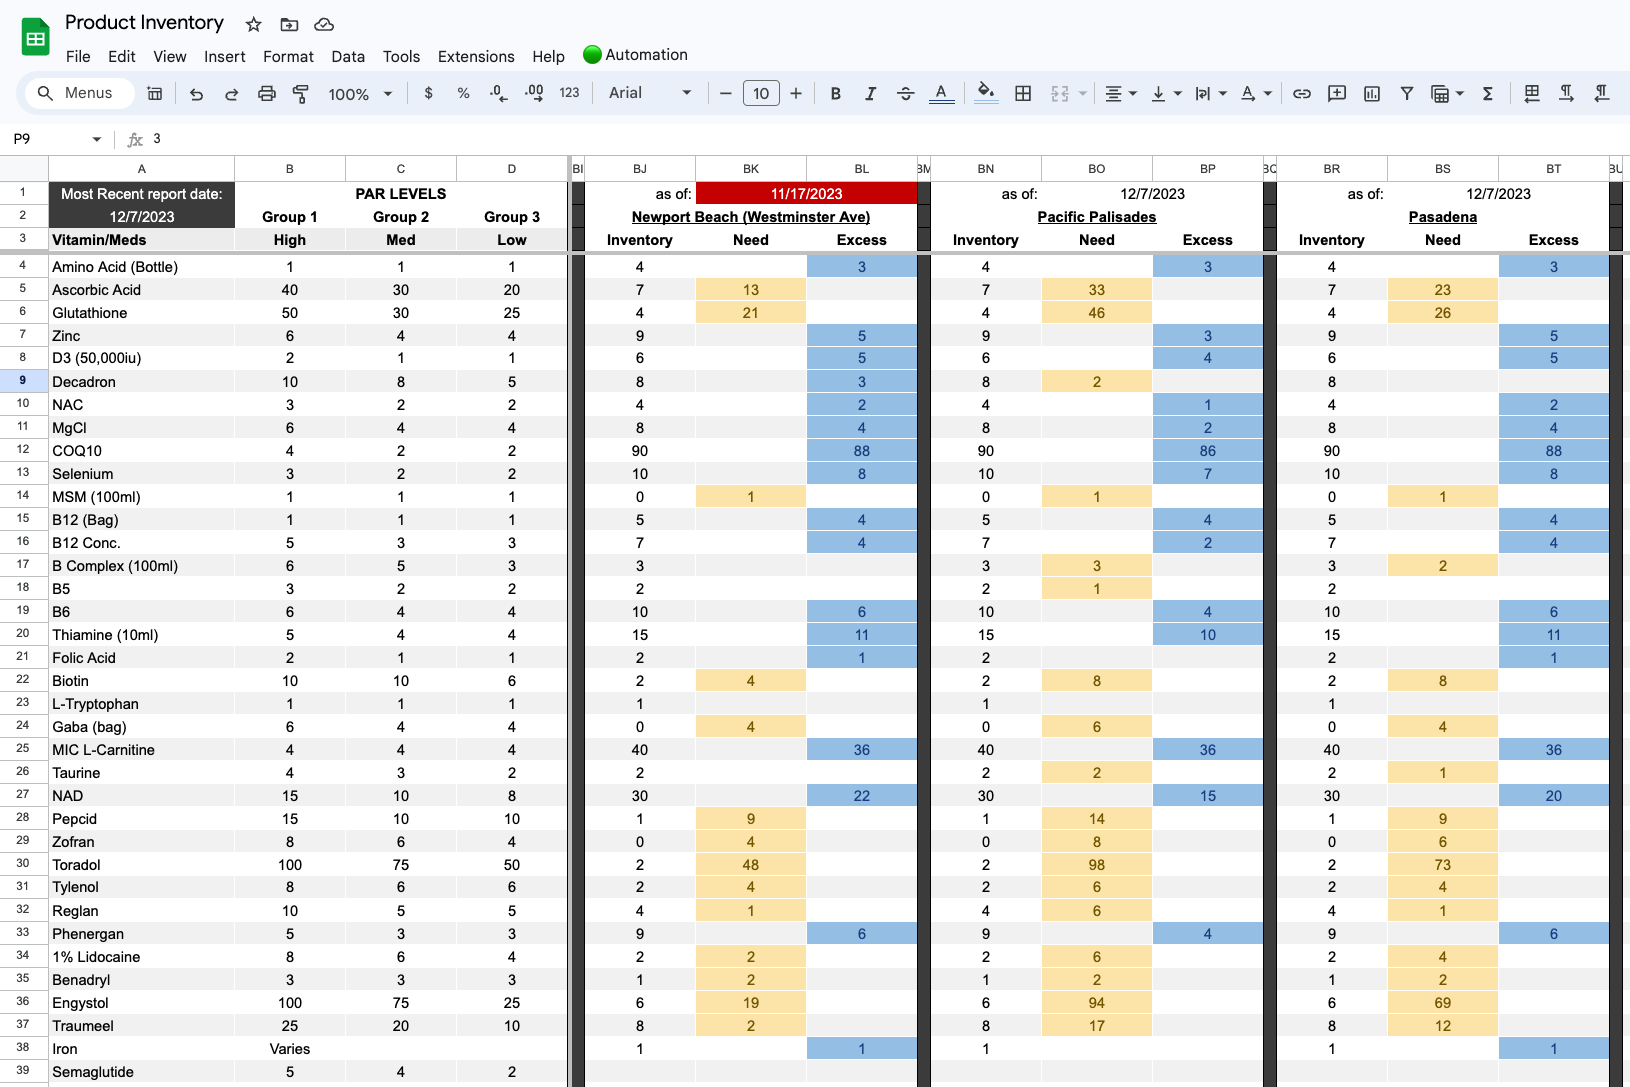 Product Inventory
File Edit View Insert Format Data Tools Extensions Help Automation
Menus 100% $ % .0 .00 123 Arial 10 B I A
P9 fx 3
A B C D BI BJ BK BL BM BN BO BP BQ BR BS BT BU
1 Most Recent report date: PAR LEVELS as of: 11/17/2023 as of: 12/7/2023 as of: 12/7/2023
2 12/7/2023 Group 1 Group 2 Group 3 Newport Beach (Westminster Ave) Pacific Palisades Pasadena
3 Vitamin/Meds High Med Low Inventory Need Excess Inventory Need Excess Inventory Need Excess
4 Amino Acid (Bottle) 1 1 1 4 3 4 3 4 3
5 Ascorbic Acid 40 30 20 7 13 7 33 7 23
6 Glutathione 50 30 25 4 21 4 46 4 26
7 Zinc 6 4 4 9 5 9 3 9 5
8 D3 (50,000iu) 2 1 1 6 5 6 4 6 5
9 Decadron 10 8 5 8 3 8 2 8
10 NAC 3 2 2 4 2 4 1 4 2
11 MgCl 6 4 4 8 4 8 2 8 4
12 COQ10 4 2 2 90 88 90 86 90 88
13 Selenium 3 2 2 10 8 10 7 10 8
14 MSM (100ml) 1 1 1 0 1 0 1 0 1
15 B12 (Bag) 1 1 1 5 4 5 4 5 4
16 B12 Conc. 5 3 3 7 4 7 2 7 4
17 B Complex (100ml) 6 5 3 3 3 3 3 2
18 B5 3 2 2 2 2 1 2
19 B6 6 4 4 10 6 10 4 10 6
20 Thiamine (10ml) 5 4 4 15 11 15 10 15 11
21 Folic Acid 2 1 1 2 1 2 2 1
22 Biotin 10 10 6 2 4 2 8 2 8
23 L-Tryptophan 1 1 1 1 1 1
24 Gaba (bag) 6 4 4 0 4 0 6 0 4
25 MIC L-Carnitine 4 4 4 40 36 40 36 40 36
26 Taurine 4 3 2 2 2 2 2 1
27 NAD 15 10 8 30 22 30 15 30 20
28 Pepcid 15 10 10 1 9 1 14 1 9
29 Zofran 8 6 4 0 4 0 8 0 6
30 Toradol 100 75 50 2 48 2 98 2 73
31 Tylenol 8 6 6 2 4 2 6 2 4
32 Reglan 10 5 5 4 1 4 6 4 1
33 Phenergan 5 3 3 9 6 9 4 9 6
34 1% Lidocaine 8 6 4 2 2 2 6 2 4
35 Benadryl 3 3 3 1 2 1 2 1 2
36 Engystol 100 75 25 6 19 6 94 6 69
37 Traumeel 25 20 10 8 2 8 17 8 12
38 Iron Varies 1 1 1 1 1
39 Semaglutide 5 4 2